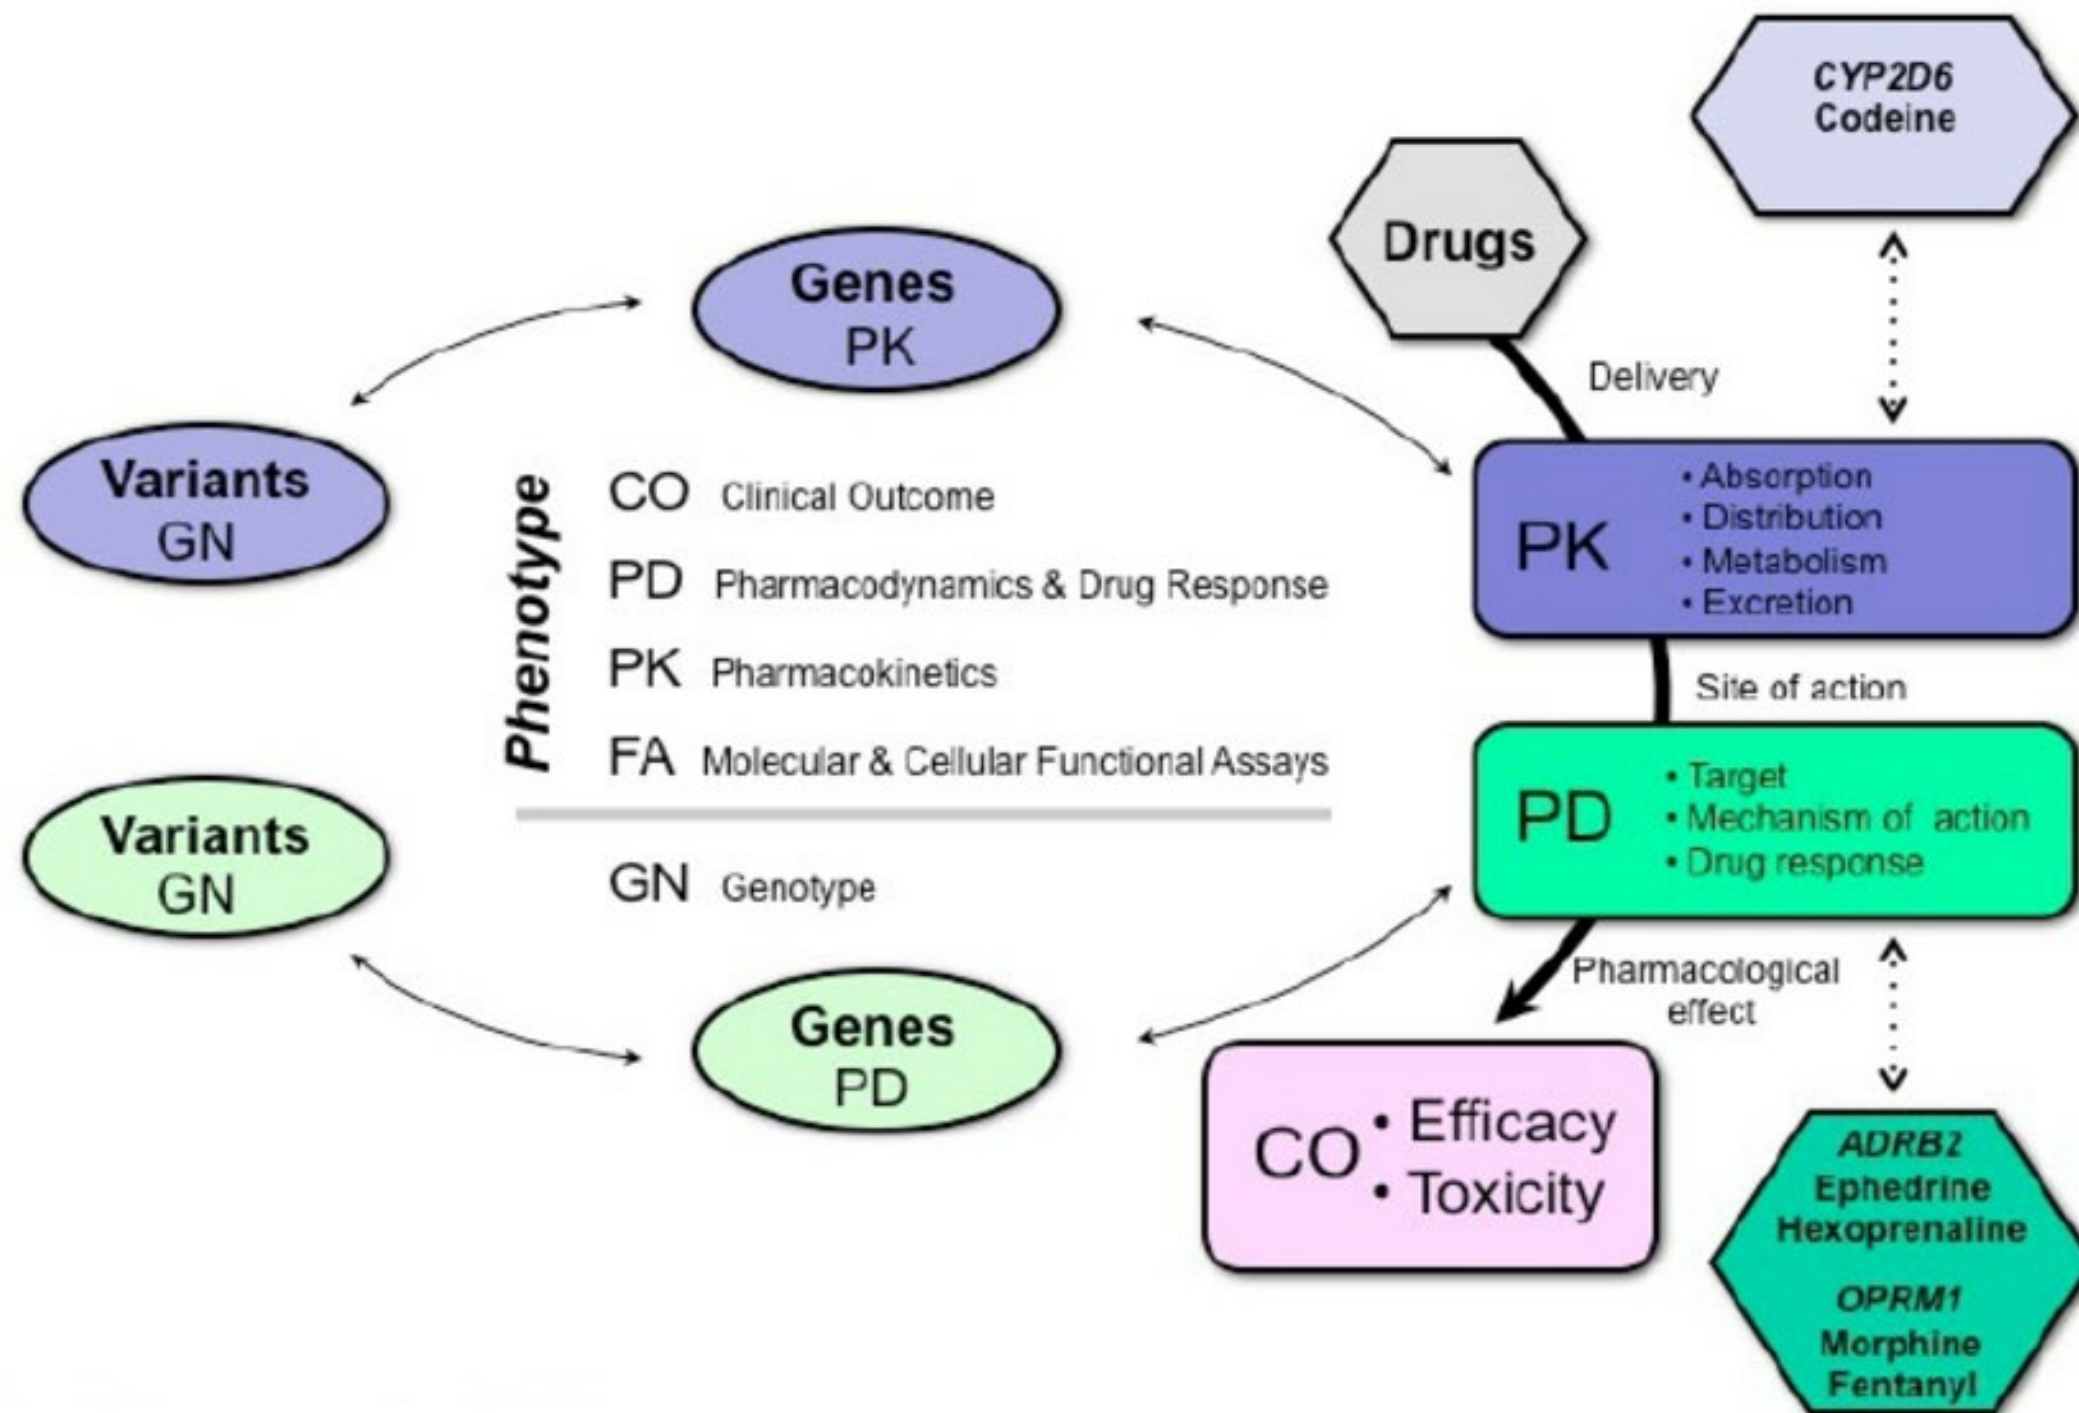 CYP2D6
Codeine
Drugs
Genes
PK
Delivery
Variants
GN
Phenotype
CO Clinical Outcome
PD Pharmacodynamics & Drug Response
PK Pharmacokinetics
FA Molecular & Cellular Functional Assays
GN Genotype
PK
• Absorption
• Distribution
• Metabolism
• Excretion
Site of action
PD
• Target
• Mechanism of action
• Drug response
Variants
GN
Genes
PD
Pharmacological
effect
CO
• Efficacy
• Toxicity
ADRB2
Ephedrine
Hexoprenaline
OPRM1
Morphine
Fentanyl